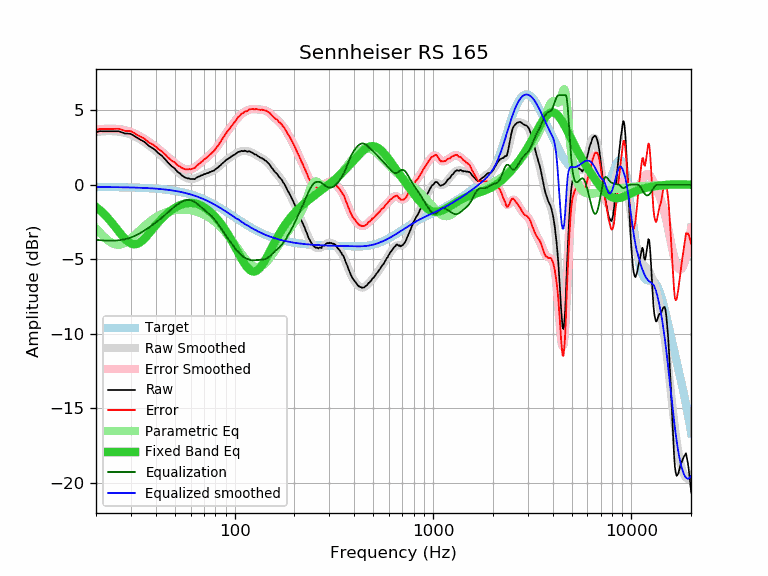 Sennheiser RS 165
Amplitude (dBr)
5
0
−5
−10
−15
−20
Target
Raw Smoothed
Error Smoothed
Raw
Error
Parametric Eq
Fixed Band Eq
Equalization
Equalized smoothed
100
1000
10000
Frequency (Hz)